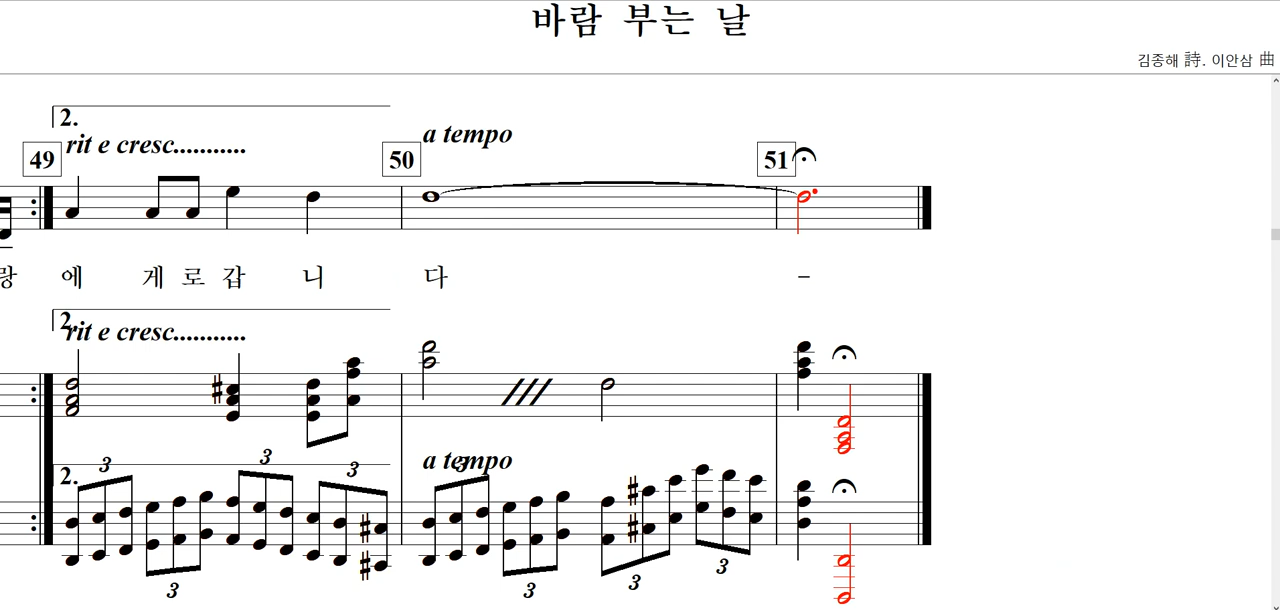 바람 부는 날
김종해 詩. 이안삼 曲
2.
rit e cresc...........
a tempo
49
50
51
랑 에 게 로 갑 니 다 -
2.
rit e cresc...........
3 3 3
2.
a tempo
3
3 3 3 3